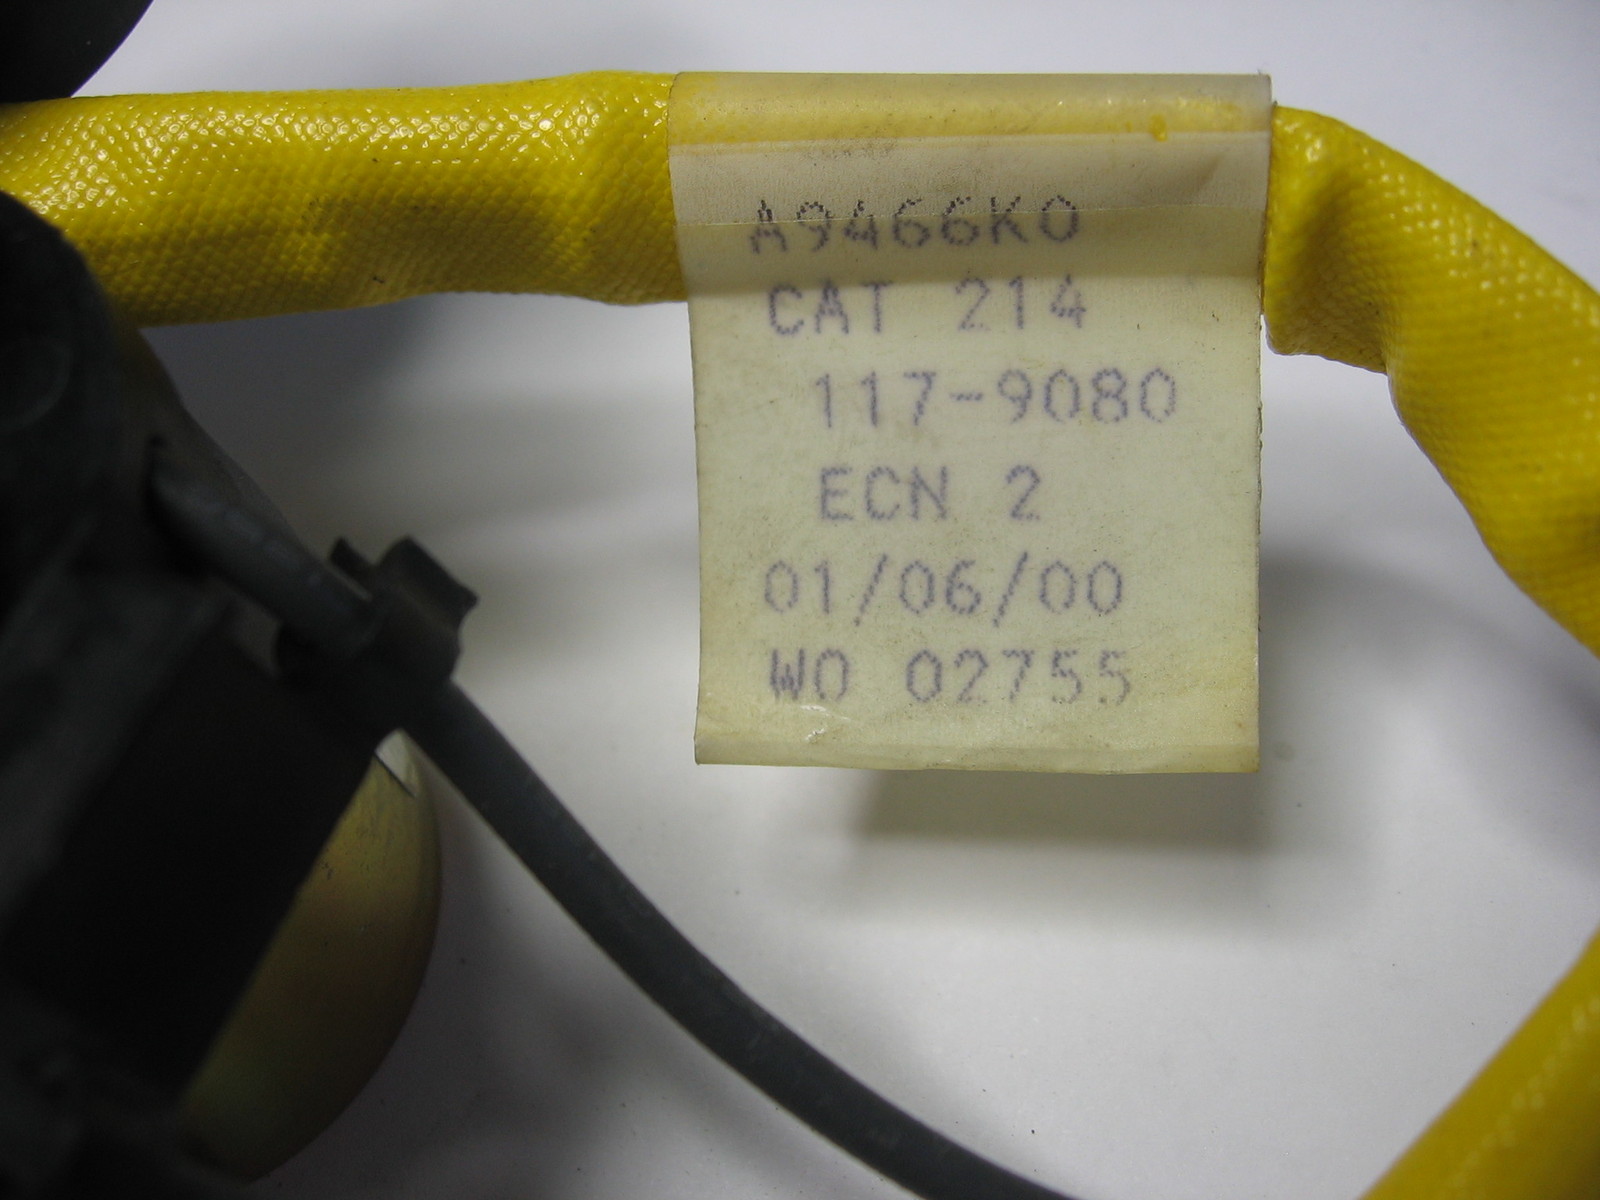 A9466K0
CAT 214
117-9080
ECN 2
01/06/00
WO 02755